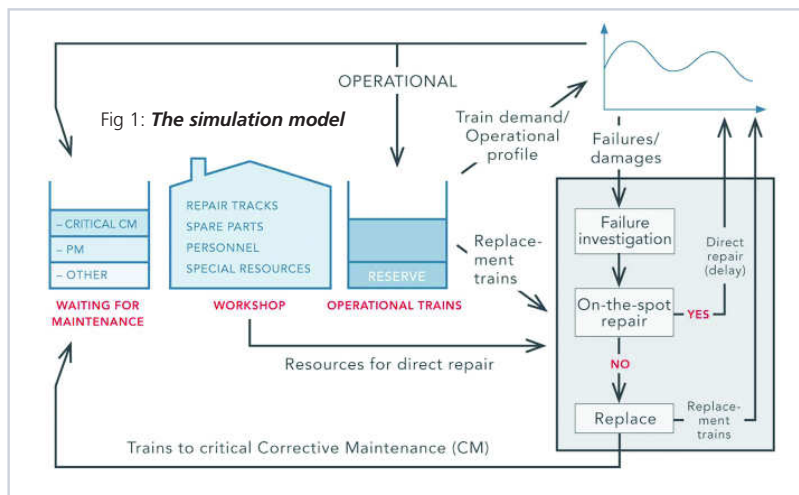 OPERATIONAL
Fig 1: The simulation model
Train demand/
Operational
profile
Failures/
damages
– CRITICAL CM
– PM
– OTHER
WAITING FOR
MAINTENANCE
REPAIR TRACKS
SPARE PARTS
PERSONNEL
SPECIAL RESOURCES
WORKSHOP
RESERVE
OPERATIONAL TRAINS
Replace-
ment
trains
Failure
investigation
Direct
repair
(delay)
On-the-spot
repair
YES
NO
Resources for direct repair
Replace
Replace-
ment
trains
Trains to critical Corrective Maintenance (CM)